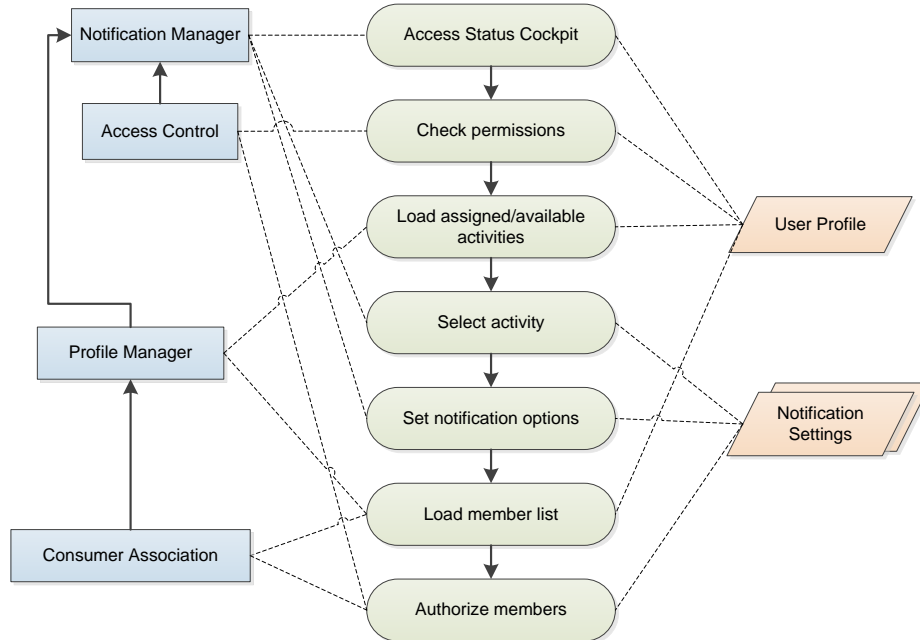 Notification Manager
Access Control
Profile Manager
Consumer Association
Access Status Cockpit
Check permissions
Load assigned/available
activities
Select activity
Set notification options
Load member list
Authorize members
User Profile
Notification
Settings